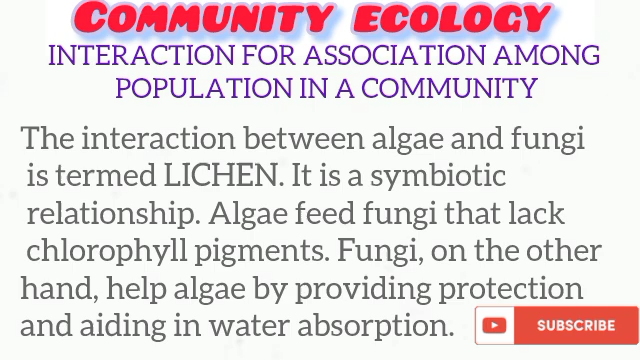 COMMUNITY ECOLOGY
INTERACTION FOR ASSOCIATION AMONG
POPULATION IN A COMMUNITY
The interaction between algae and fungi
is termed LICHEN. It is a symbiotic
relationship. Algae feed fungi that lack
chlorophyll pigments. Fungi, on the other
hand, help algae by providing protection
and aiding in water absorption.
SUBSCRIBE